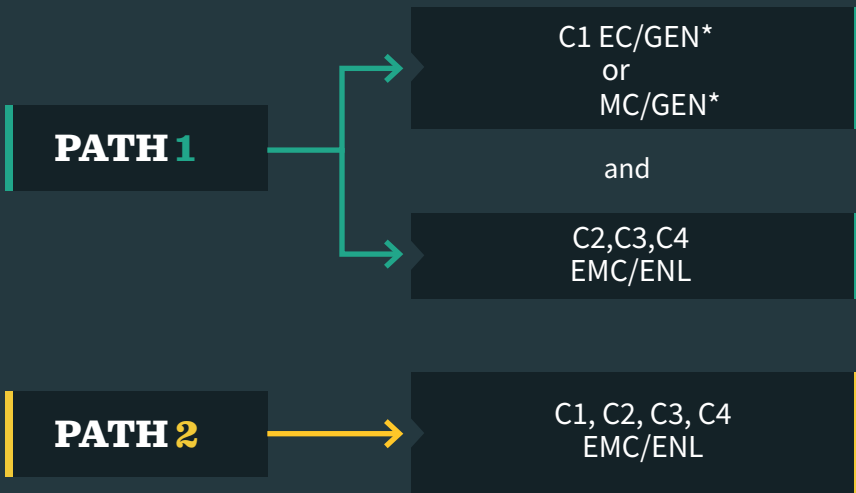 PATH 1
C1 EC/GEN*
or
MC/GEN*
and
C2,C3,C4
EMC/ENL
PATH 2
C1, C2, C3, C4
EMC/ENL